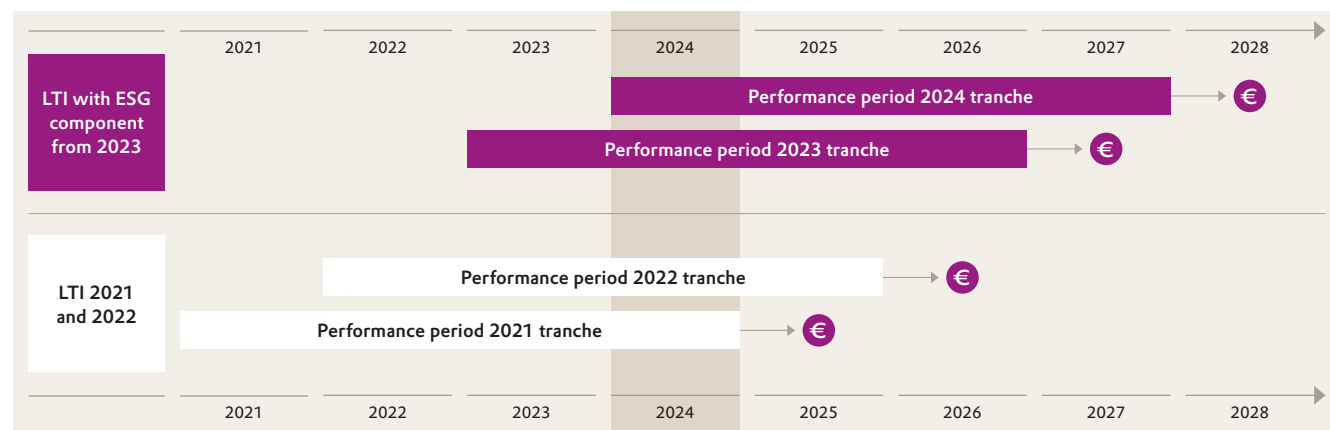 2021 2022 2023 2024 2025 2026 2027 2028
LTI with ESG
component
from 2023
Performance period 2024 tranche
€
Performance period 2023 tranche
€
LTI 2021
and 2022
Performance period 2022 tranche
€
Performance period 2021 tranche
€
2021 2022 2023 2024 2025 2026 2027 2028